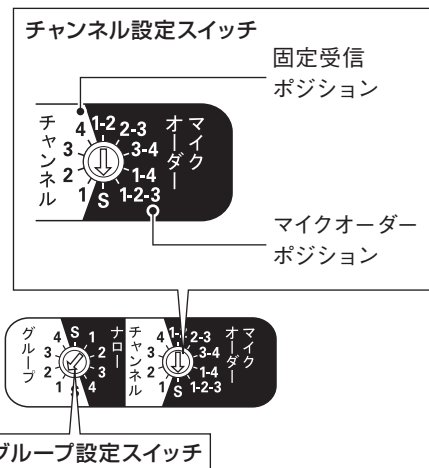 チャンネル設定スイッチ
固定受信
ポジション
チャンネル
4
3
2
1
S
1-2
2-3
3-4
1-4
1-2-3
マイク
オーダー
マイクオーダー
ポジション
グループ
4
3
2
1
S
S
1
2
3
4
ナロー
チャンネル
4
3
2
1
S
2-3
3-4
1-4
1-2-3
マイク
オーダー
グループ設定スイッチ